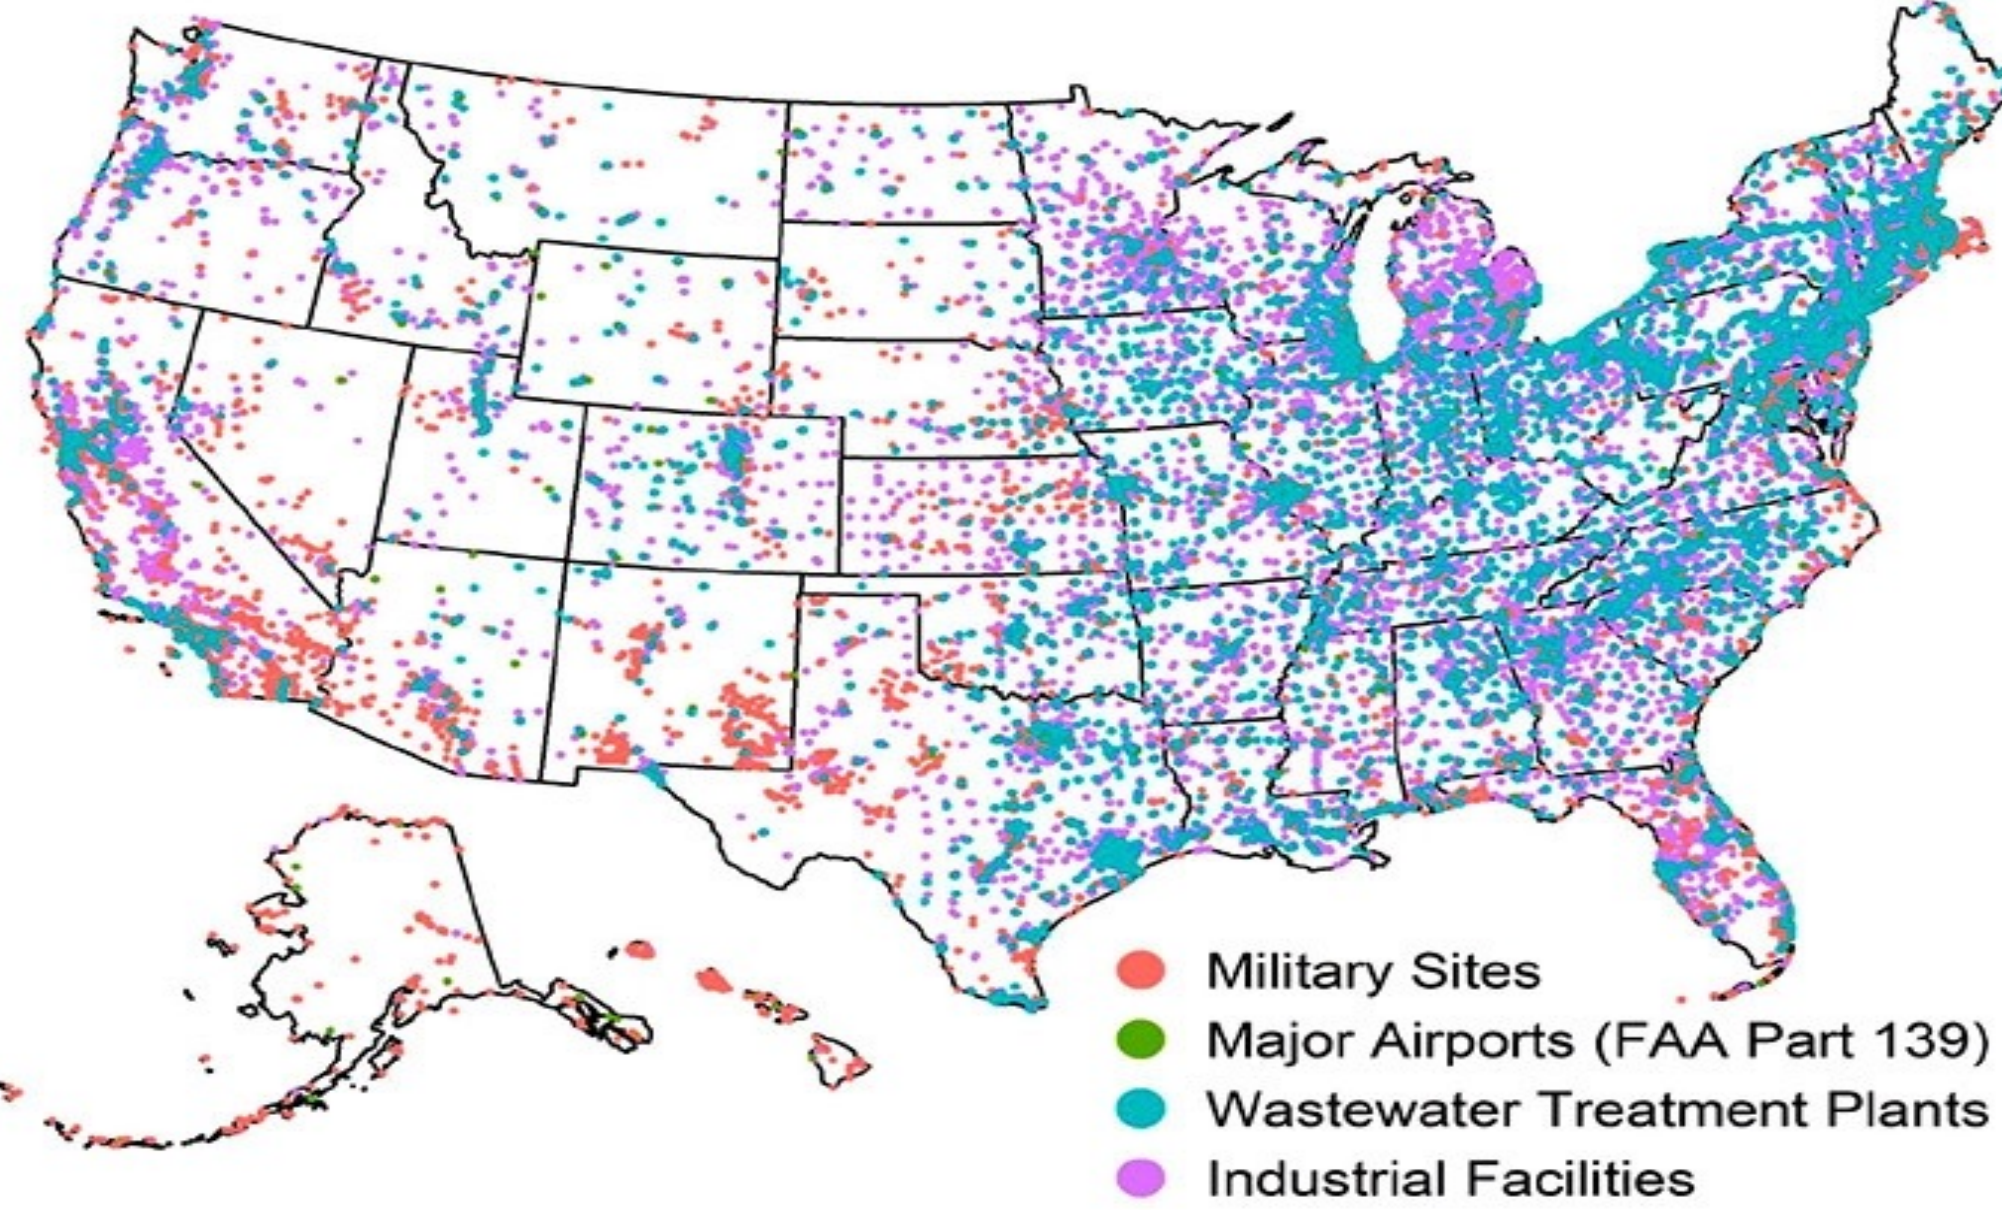 Military Sites
Major Airports (FAA Part 139)
Wastewater Treatment Plants
Industrial Facilities